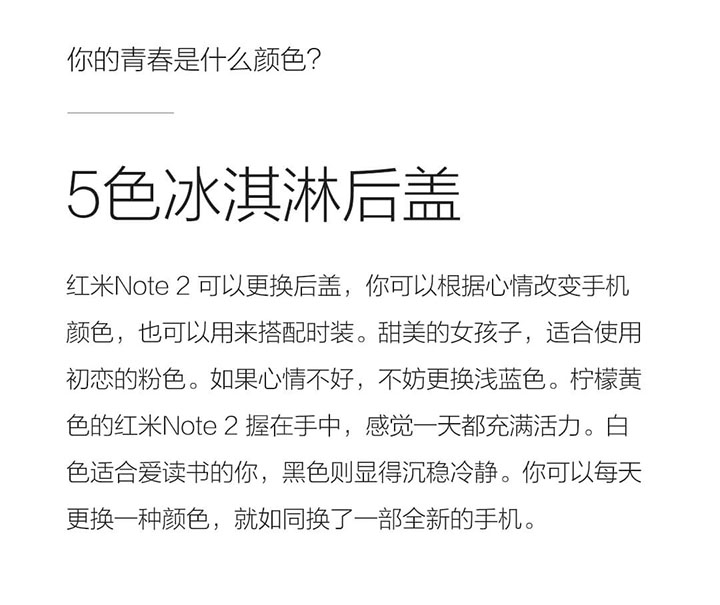 你的青春是什么颜色?
5色冰淇淋后盖
红米Note 2 可以更换后盖，你可以根据心情改变手机
颜色，也可以用来搭配时装。甜美的女孩子，适合使用
初恋的粉色。如果心情不好，不妨更换浅蓝色。柠檬黄
色的红米Note 2 握在手中，感觉一天都充满活力。白
色适合爱读书的你，黑色则显得沉稳冷静。你可以每天
更换一种颜色，就如同换了一部全新的手机。